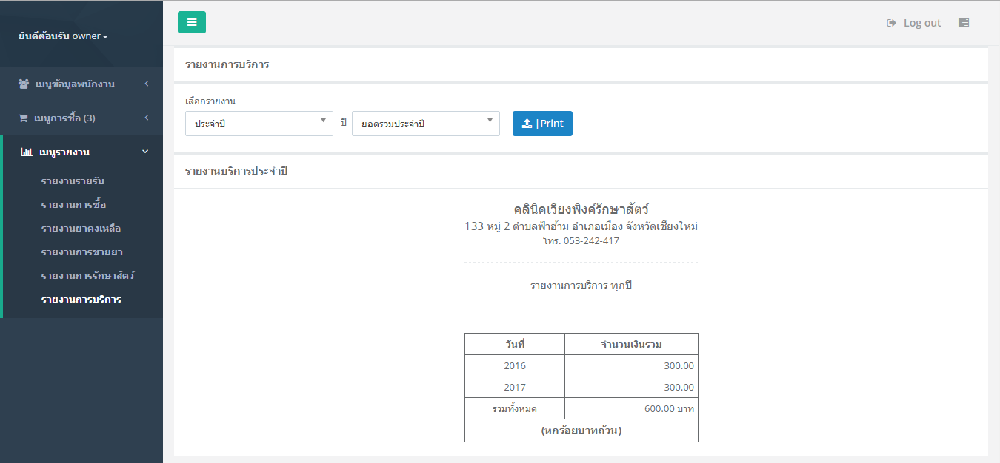 ยินดีต้อนรับ owner
เมนูข้อมูลพนักงาน
เมนูการซื้อ (3)
เมนูรายงาน
รายงานรายรับ
รายงานการซื้อ
รายงานยาคงเหลือ
รายงานการขายยา
รายงานการรักษาสัตว์
รายงานการบริการ
Log out
รายงานการบริการ
เลือกรายงาน
ประจำปี ปี ยอดรวมประจำปี |Print
รายงานบริการประจำปี
คลินิคเวียงพิงค์รักษาสัตว์
133 หมู่ 2 ตำบลฟ้าฮ่าม อำเภอเมือง จังหวัดเชียงใหม่
โทร. 053-242-417
รายงานการบริการ ทุกปี
วันที่ จำนวนเงินรวม
2016 300.00
2017 300.00
รวมทั้งหมด 600.00 บาท
(หกร้อยบาทถ้วน)